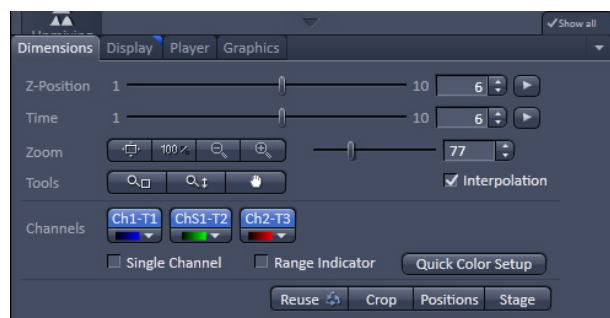 Show all
Dimensions Display Player Graphics
Z-Position 1 10 6
Time 1 10 6
Zoom 100% 77
Tools Interpolation
Channels Ch1-T1 ChS1-T2 Ch2-T3
Single Channel Range Indicator Quick Color Setup
Reuse Crop Positions Stage